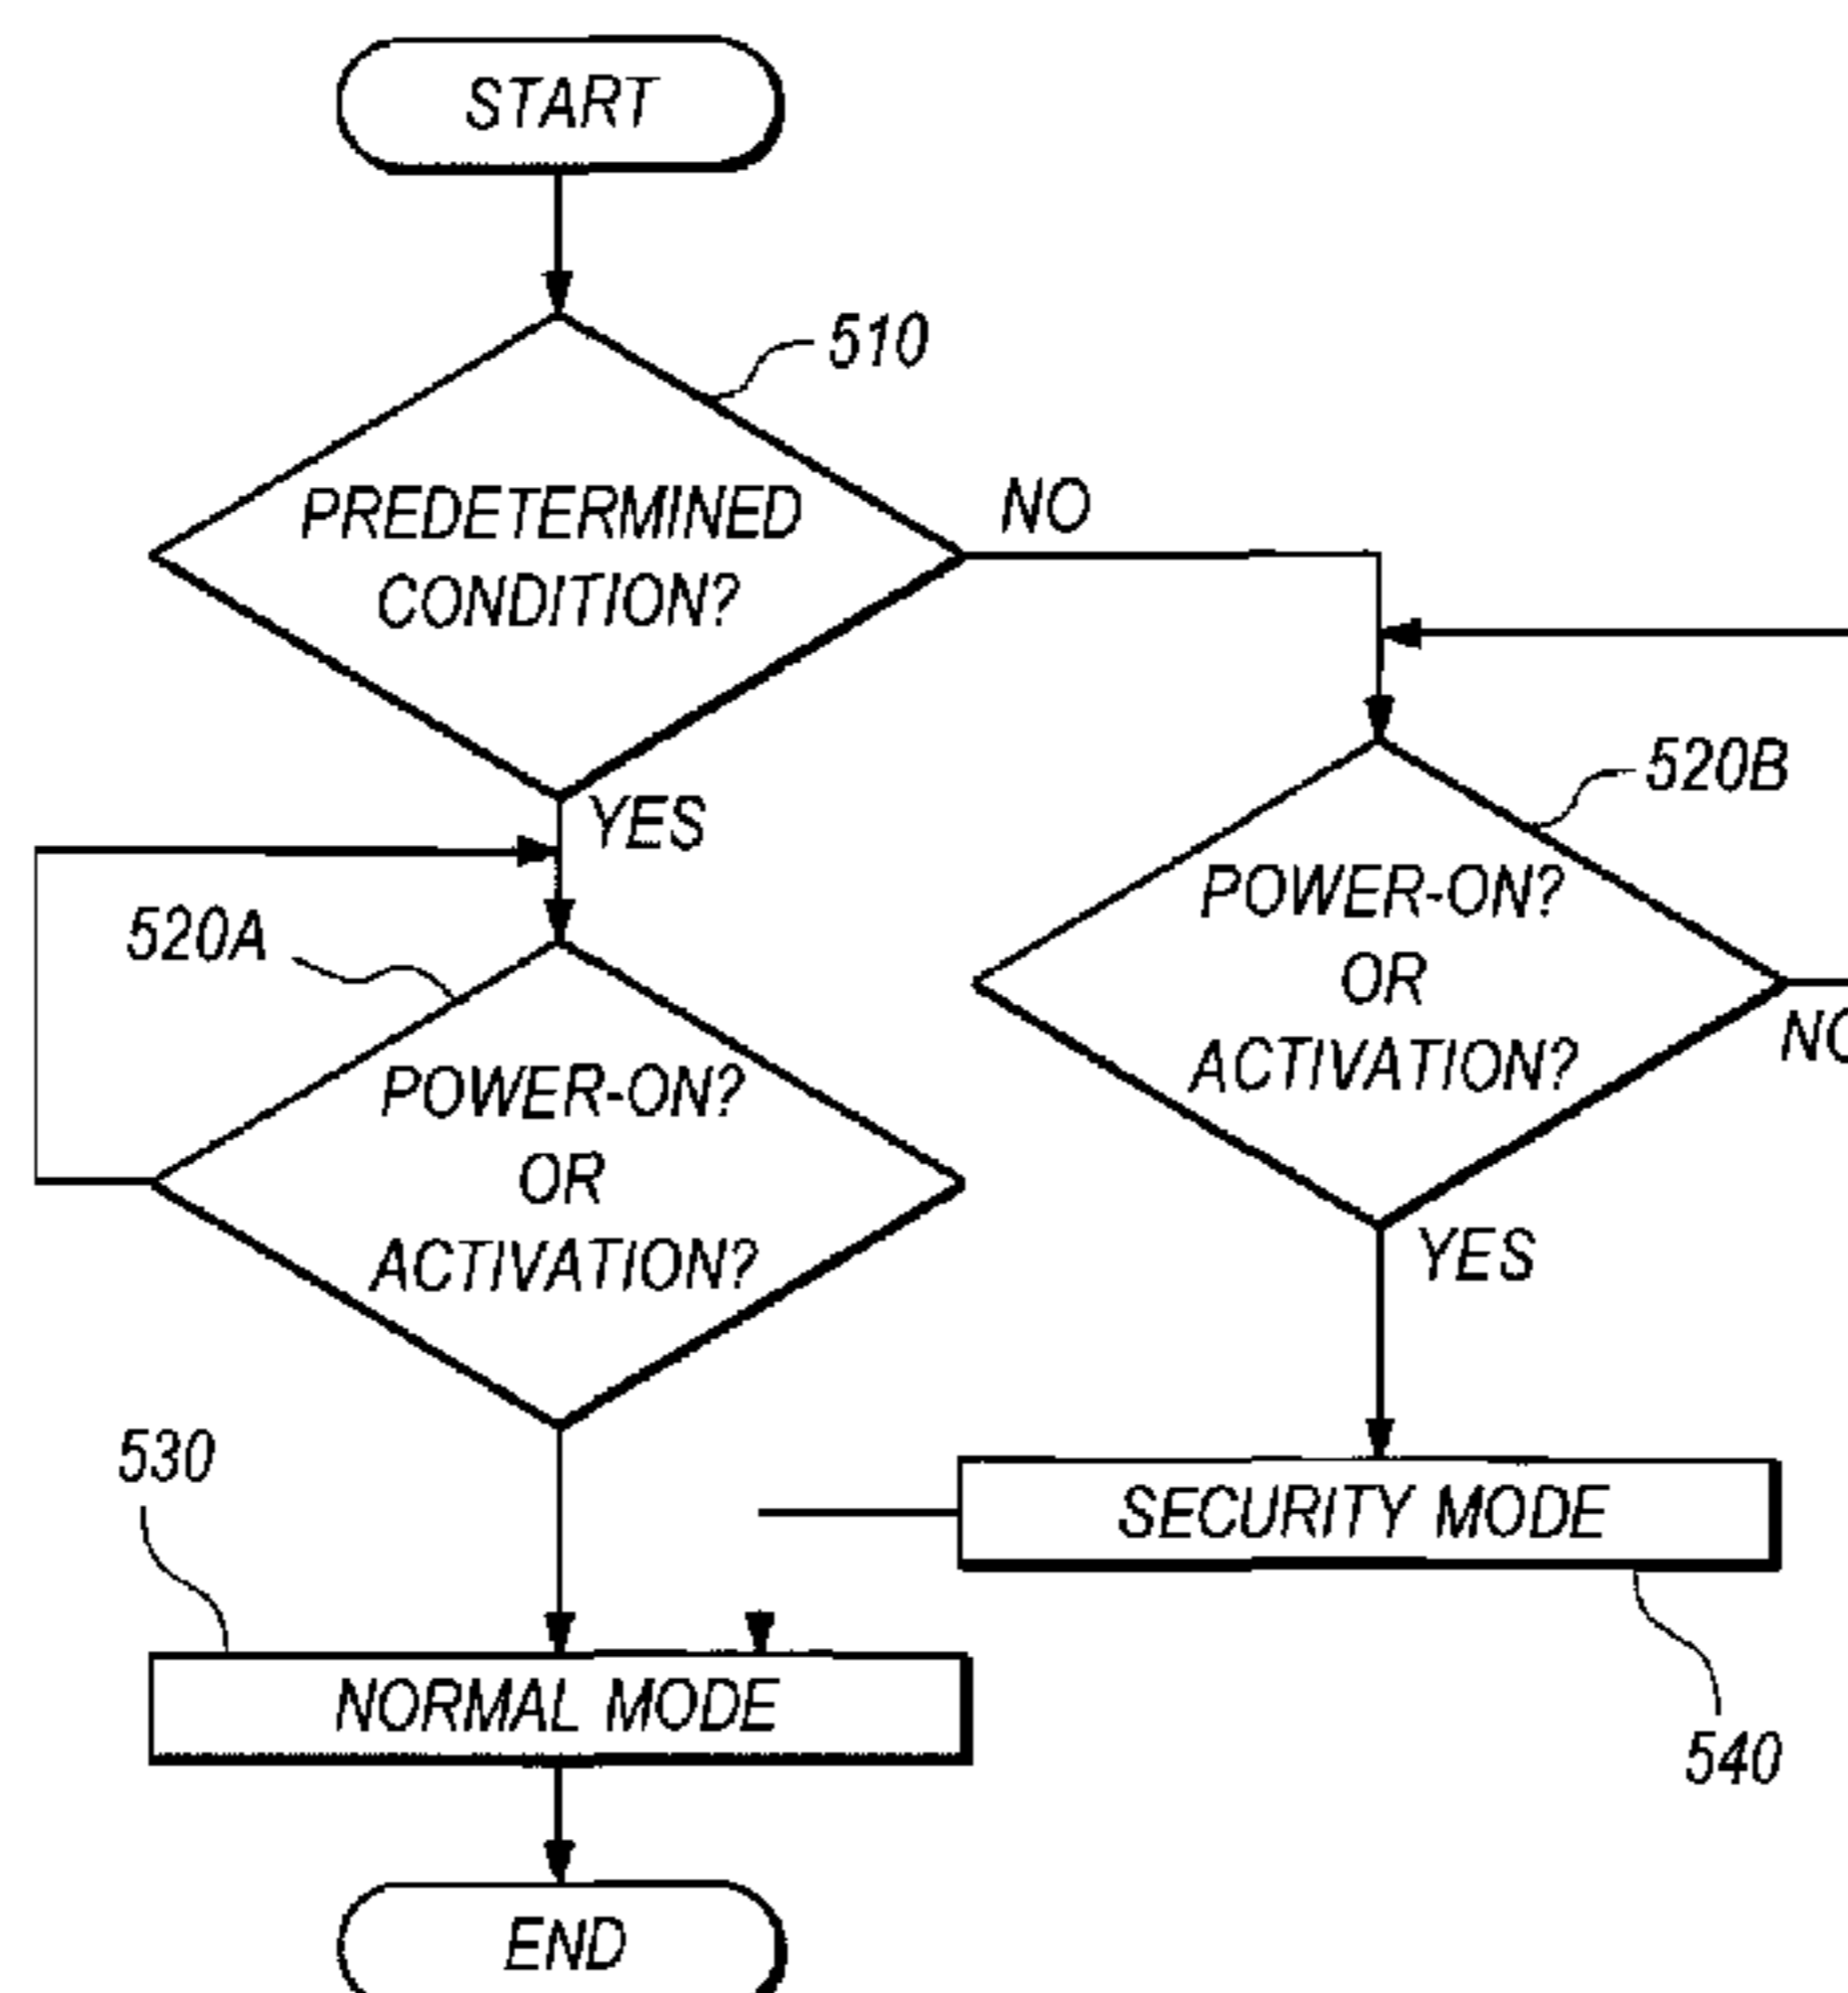 START
510
PREDETERMINED
CONDITION?
NO
YES
520A
POWER-ON?
OR
ACTIVATION?
520B
POWER-ON?
OR
ACTIVATION?
NO
YES
530
SECURITY MODE
540
NORMAL MODE
END